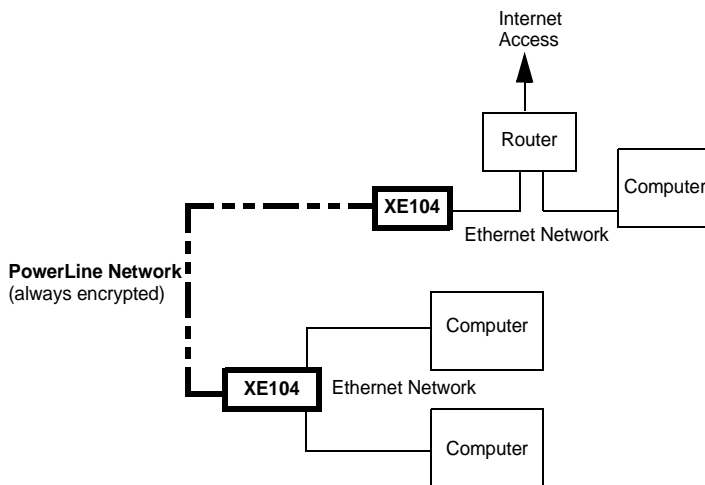 Internet
Access
Router
Computer
XE104
Ethernet Network
PowerLine Network
(always encrypted)
Computer
XE104
Ethernet Network
Computer